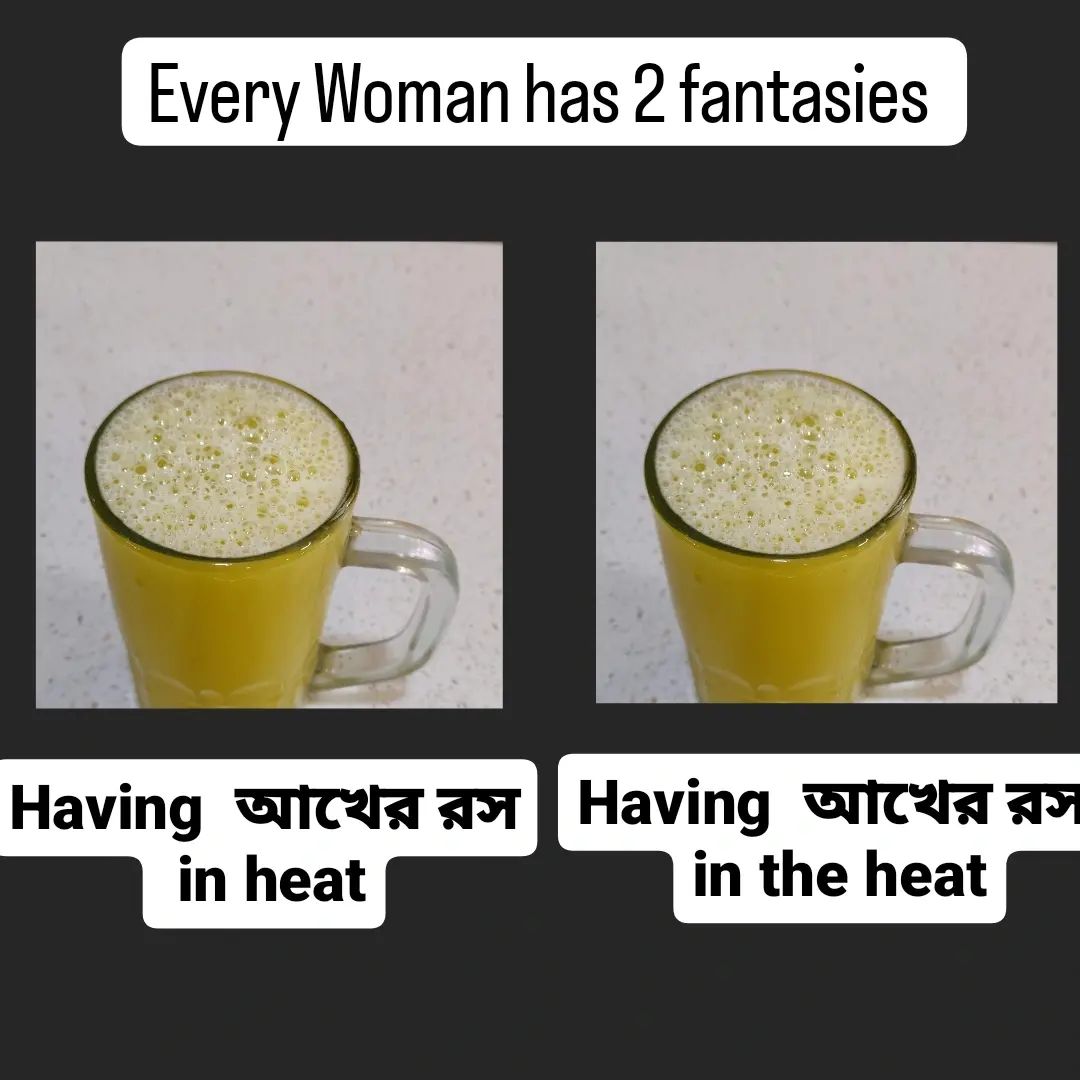 Every Woman has 2 fantasies
Having আখের রস
in heat
Having আখের রস
in the heat